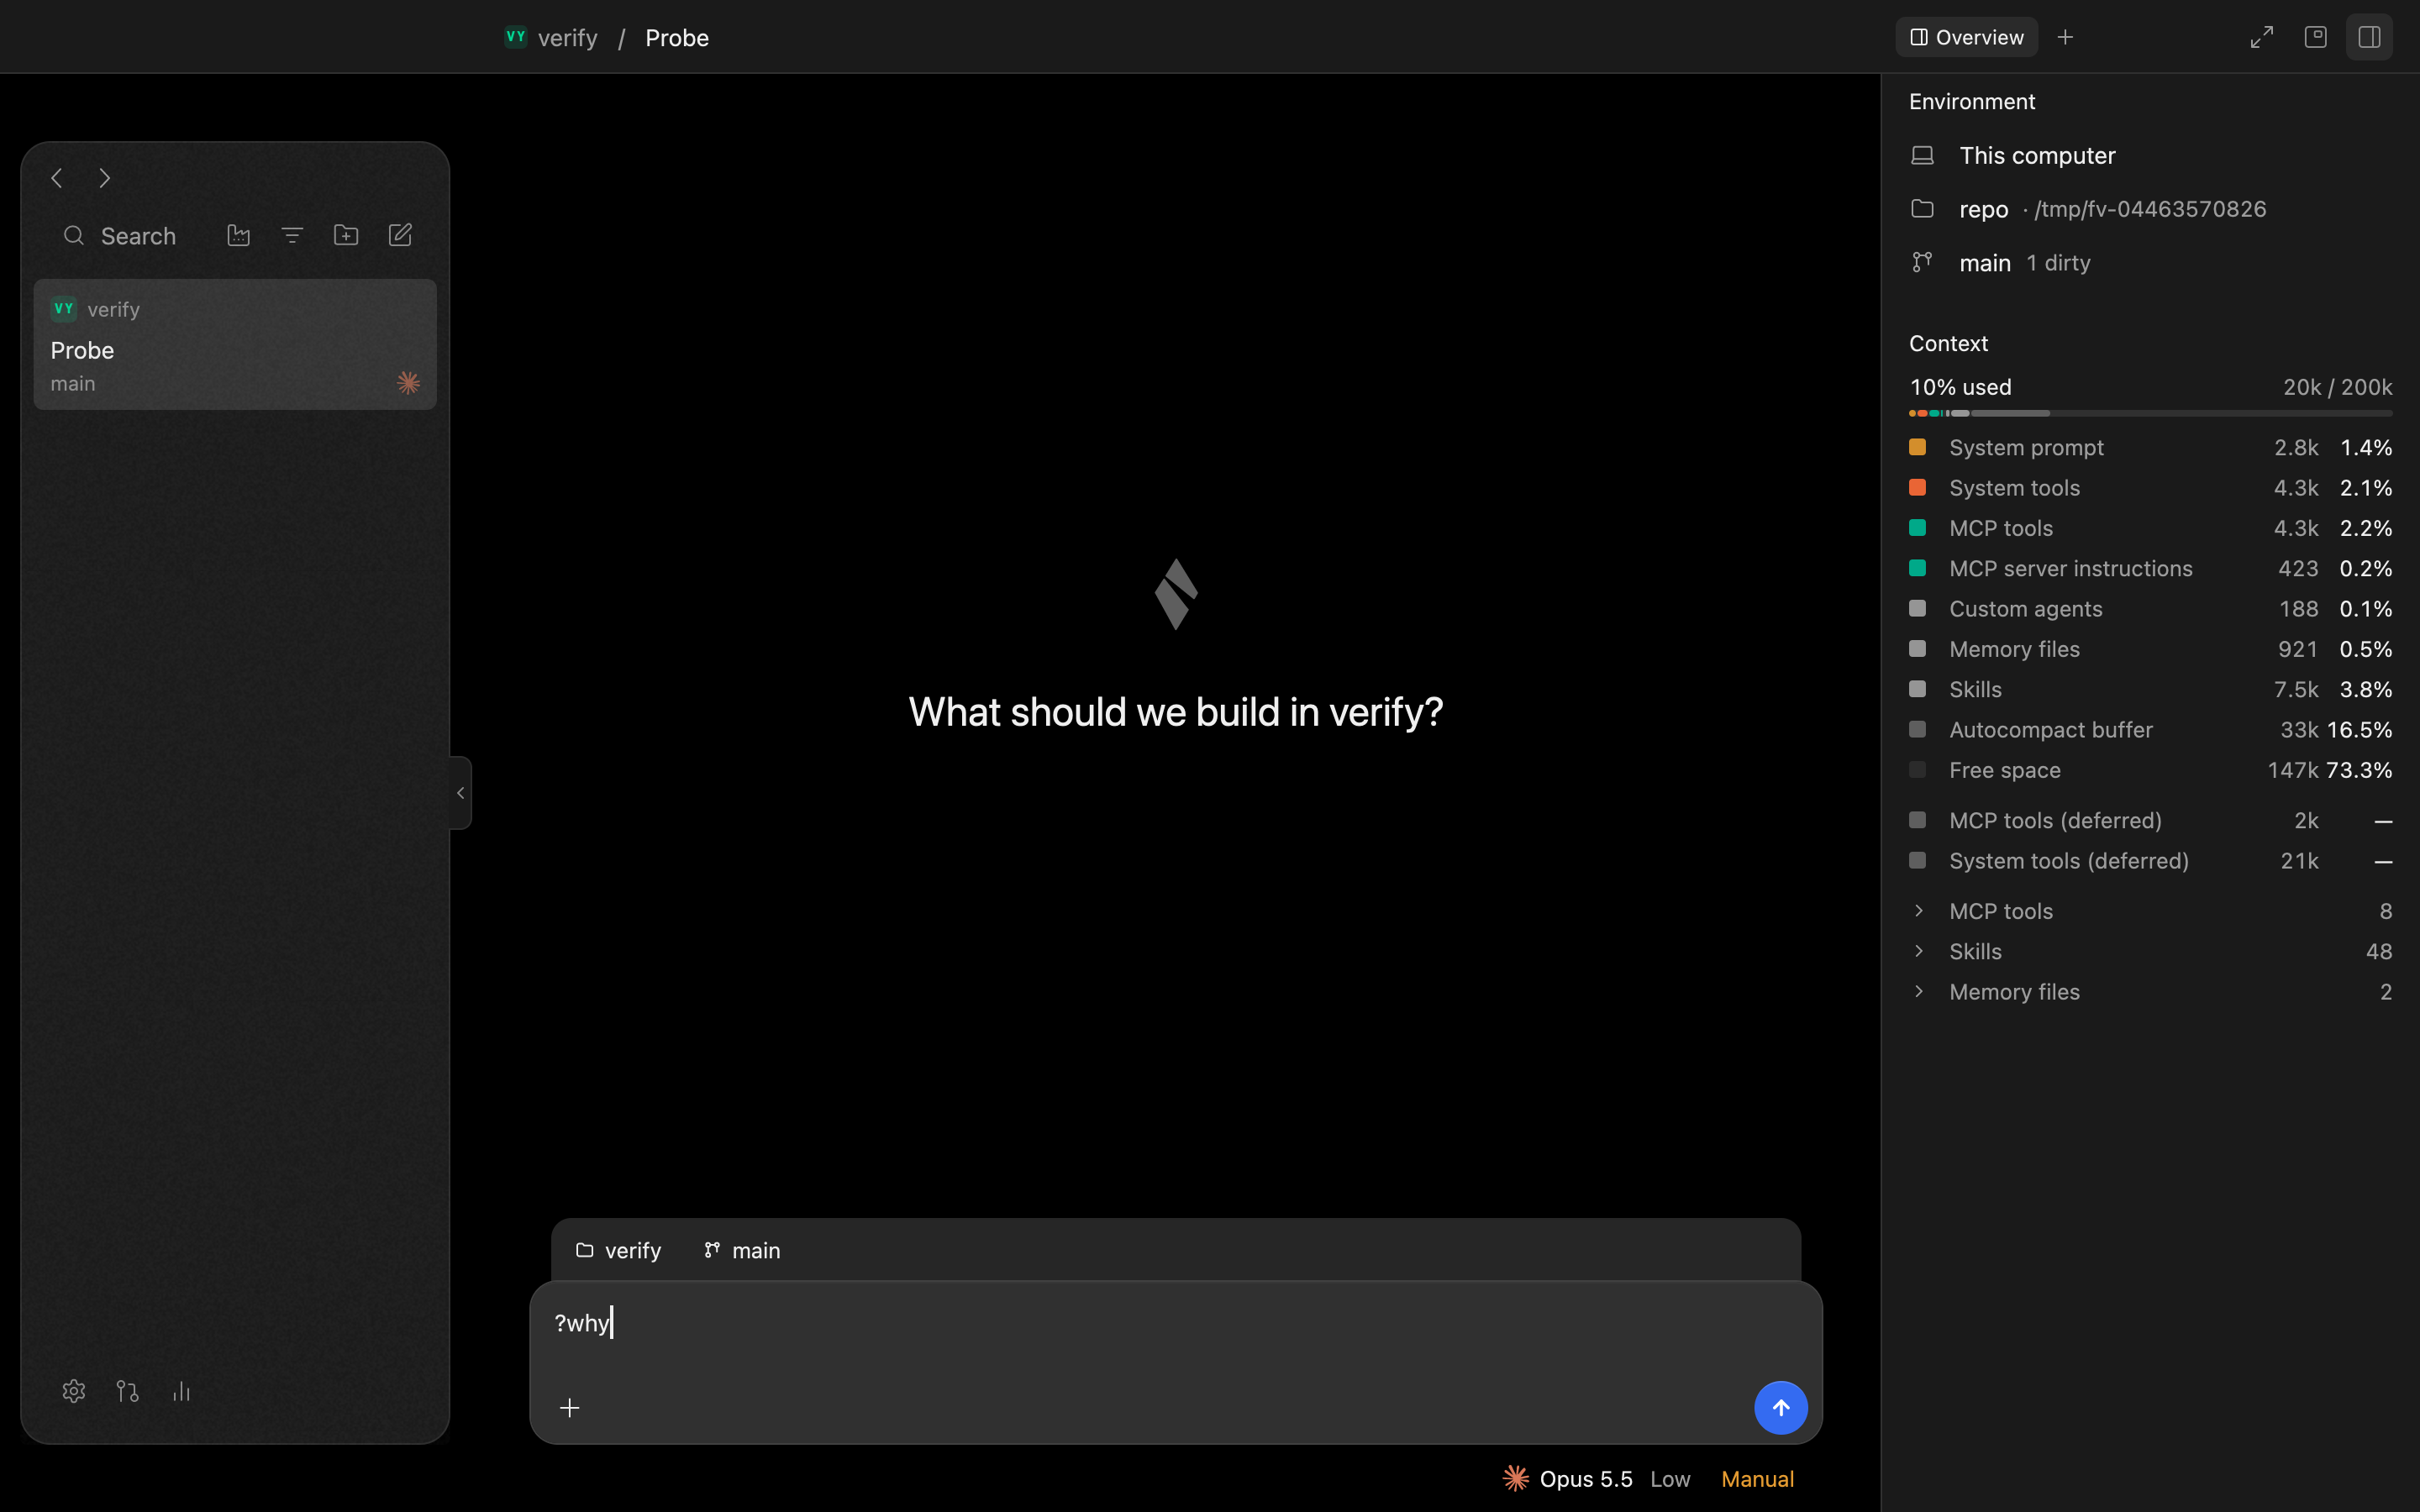 VY verify / Probe
Overview
Search
VY verify
Probe
main
What should we build in verify?
verify main
?why
Opus 5.5 Low Manual
Environment
This computer
repo · /tmp/fv-04463570826
main 1 dirty
Context
10% used 20k / 200k
System prompt 2.8k 1.4%
System tools 4.3k 2.1%
MCP tools 4.3k 2.2%
MCP server instructions 423 0.2%
Custom agents 188 0.1%
Memory files 921 0.5%
Skills 7.5k 3.8%
Autocompact buffer 33k 16.5%
Free space 147k 73.3%
MCP tools (deferred) 2k —
System tools (deferred) 21k —
MCP tools 8
Skills 48
Memory files 2